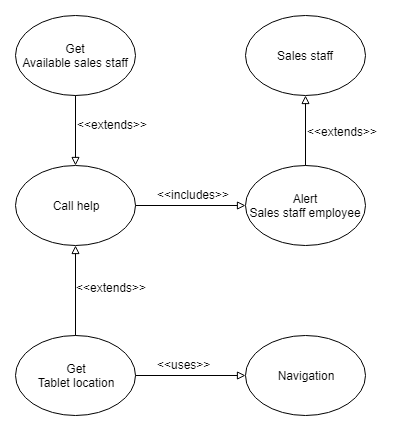 Get
Available sales staff
Sales staff
<<extends>>
<<extends>>
Call help
<<includes>>
Alert
Sales staff employee
<<extends>>
Get
Tablet location
<<uses>>
Navigation